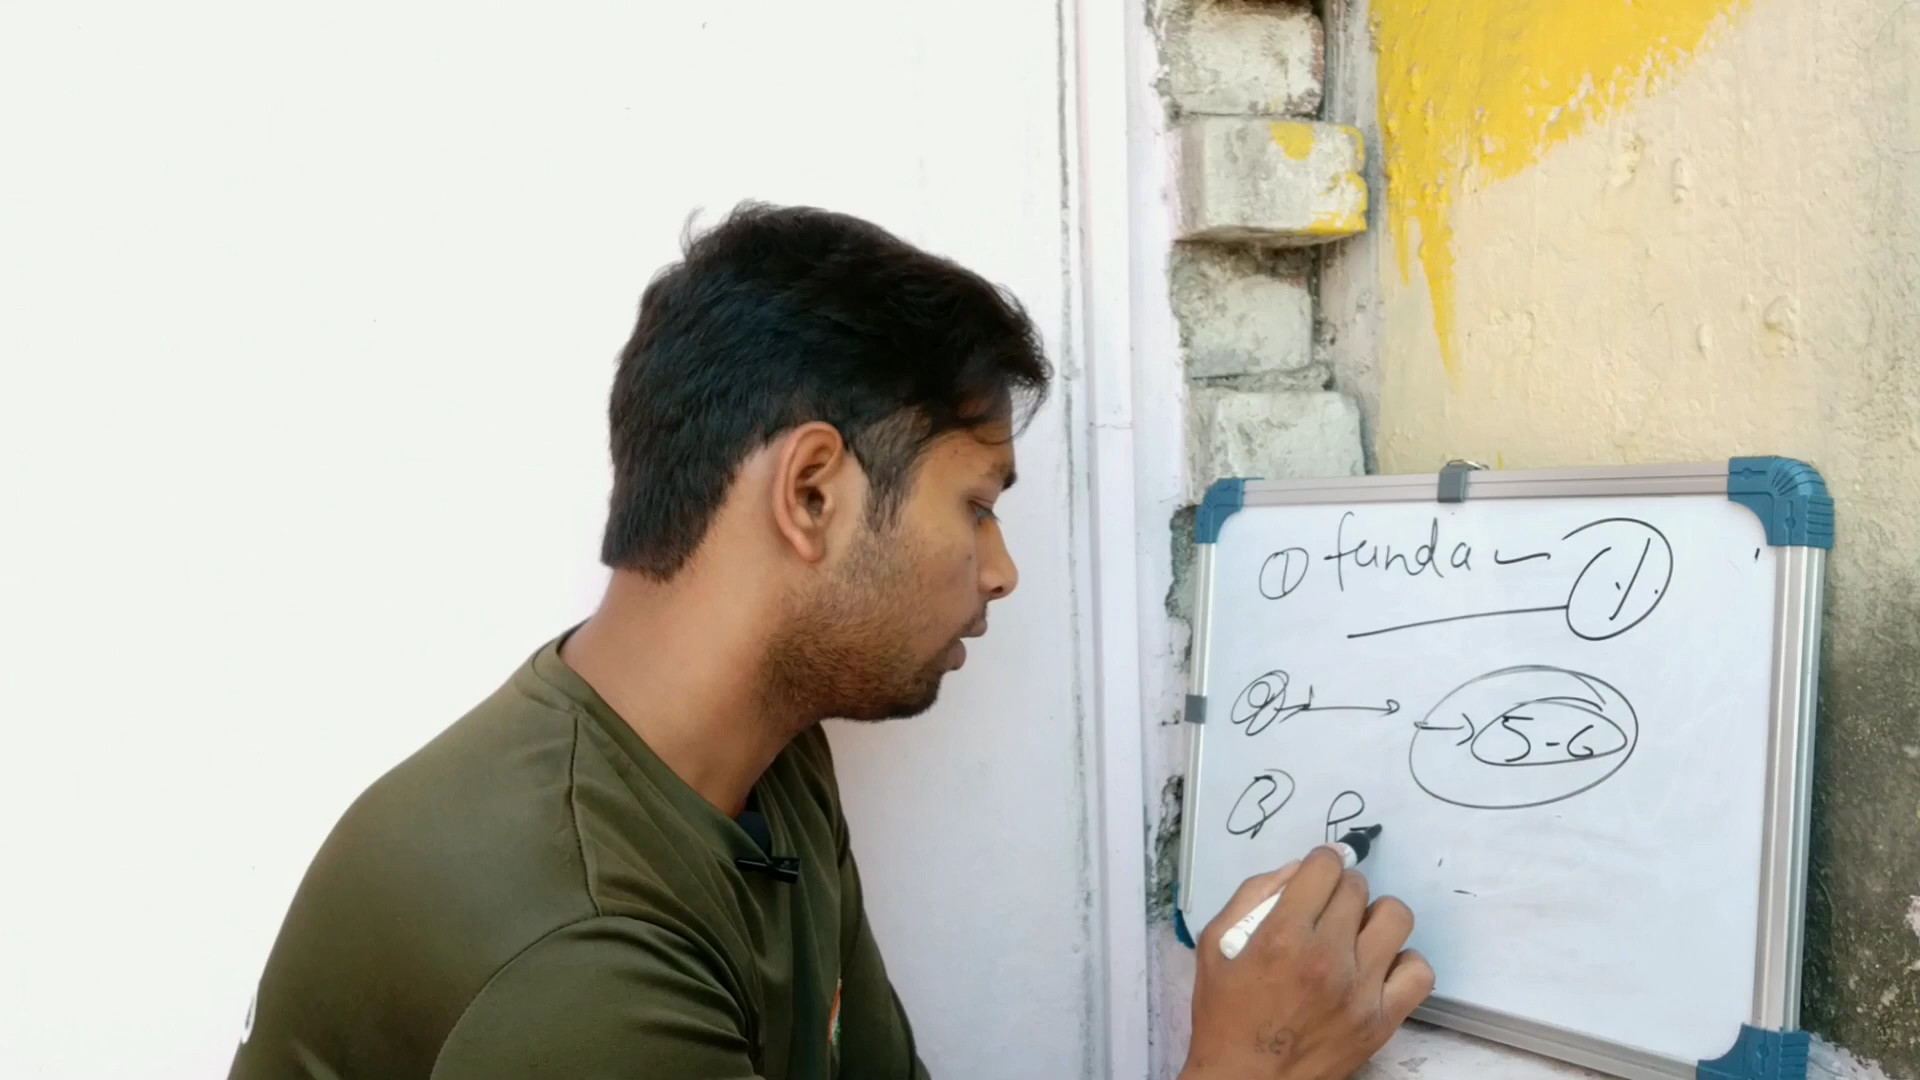 ① funda - %
② → → 5-6
③ P